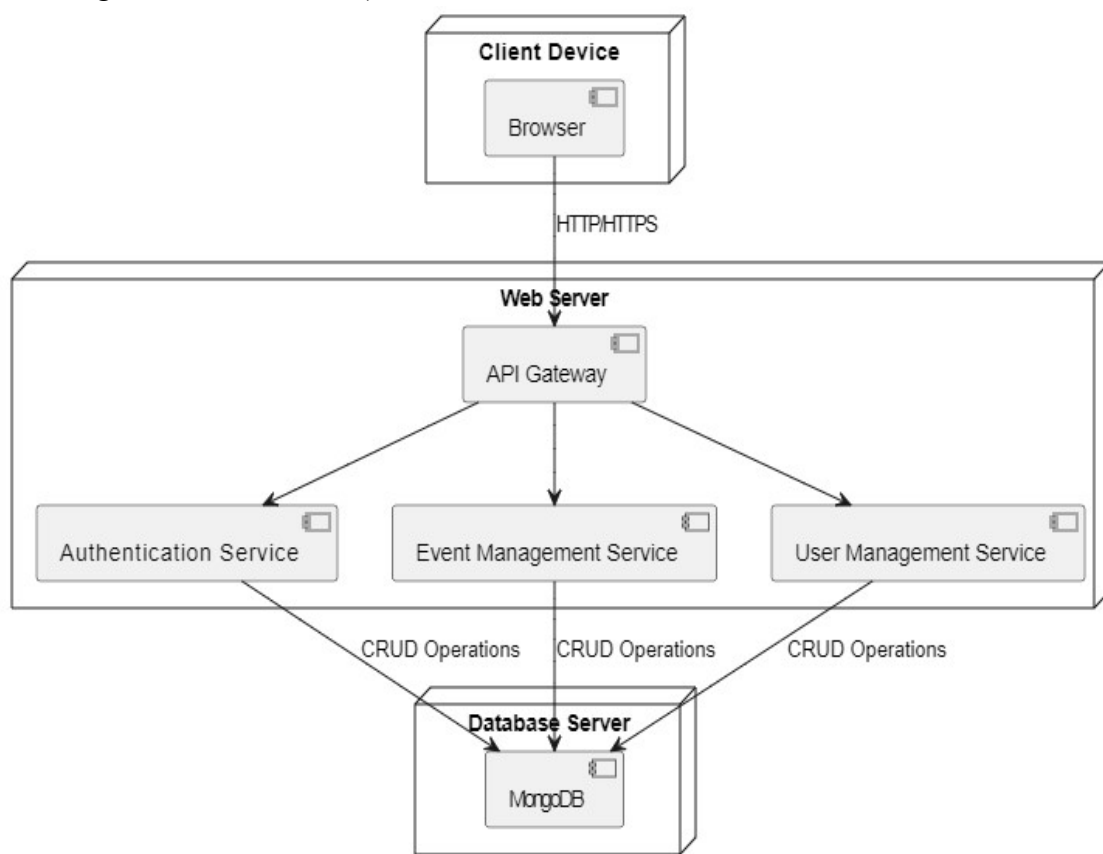 Client Device
Browser
HTTP/HTTPS
Web Server
API Gateway
Authentication Service
Event Management Service
User Management Service
CRUD Operations
CRUD Operations
CRUD Operations
Database Server
MongoDB